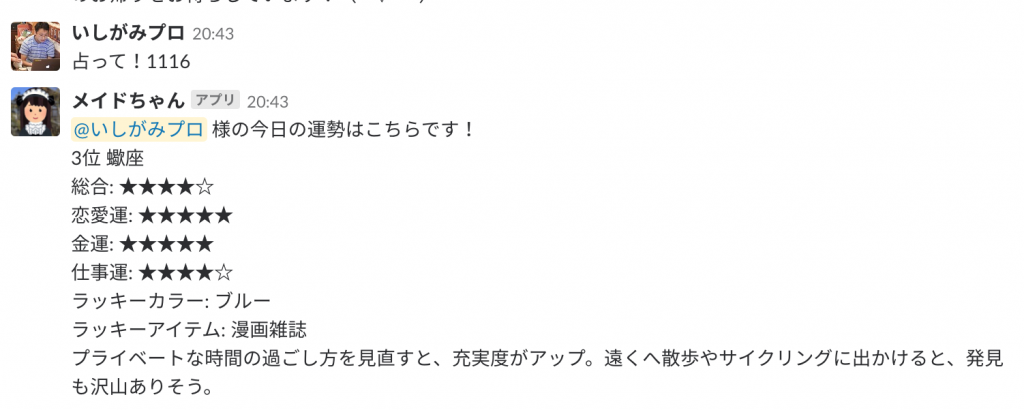 いしがみプロ 20:43
占って！1116
メイドちゃん アプリ 20:43
@いしがみプロ 様の今日の運勢はこちらです！
3位 蠍座
総合: ★★★★☆
恋愛運: ★★★★★
金運: ★★★★★
仕事運: ★★★★☆
ラッキーカラー: ブルー
ラッキーアイテム: 漫画雑誌
プライベートな時間の過ごし方を見直すと、充実度がアップ。遠くへ散歩やサイクリングに出かけると、発見
も沢山ありそう。